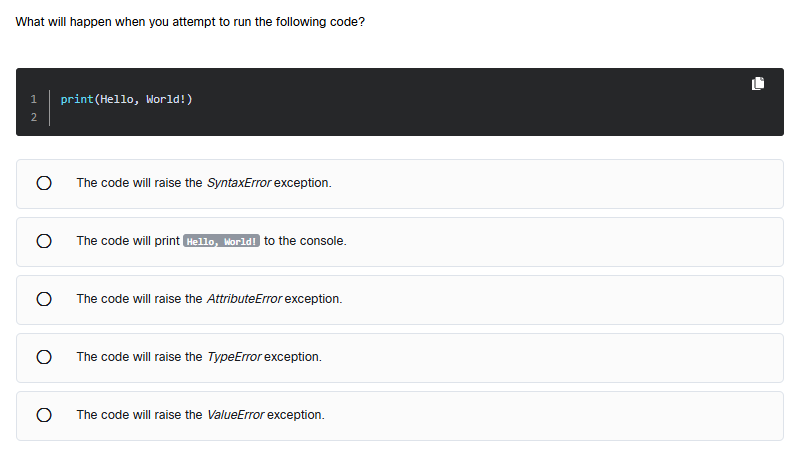 What will happen when you attempt to run the following code?
1 print(Hello, World!)
2
The code will raise the SyntaxError exception.
The code will print Hello, World! to the console.
The code will raise the AttributeError exception.
The code will raise the TypeError exception.
The code will raise the ValueError exception.